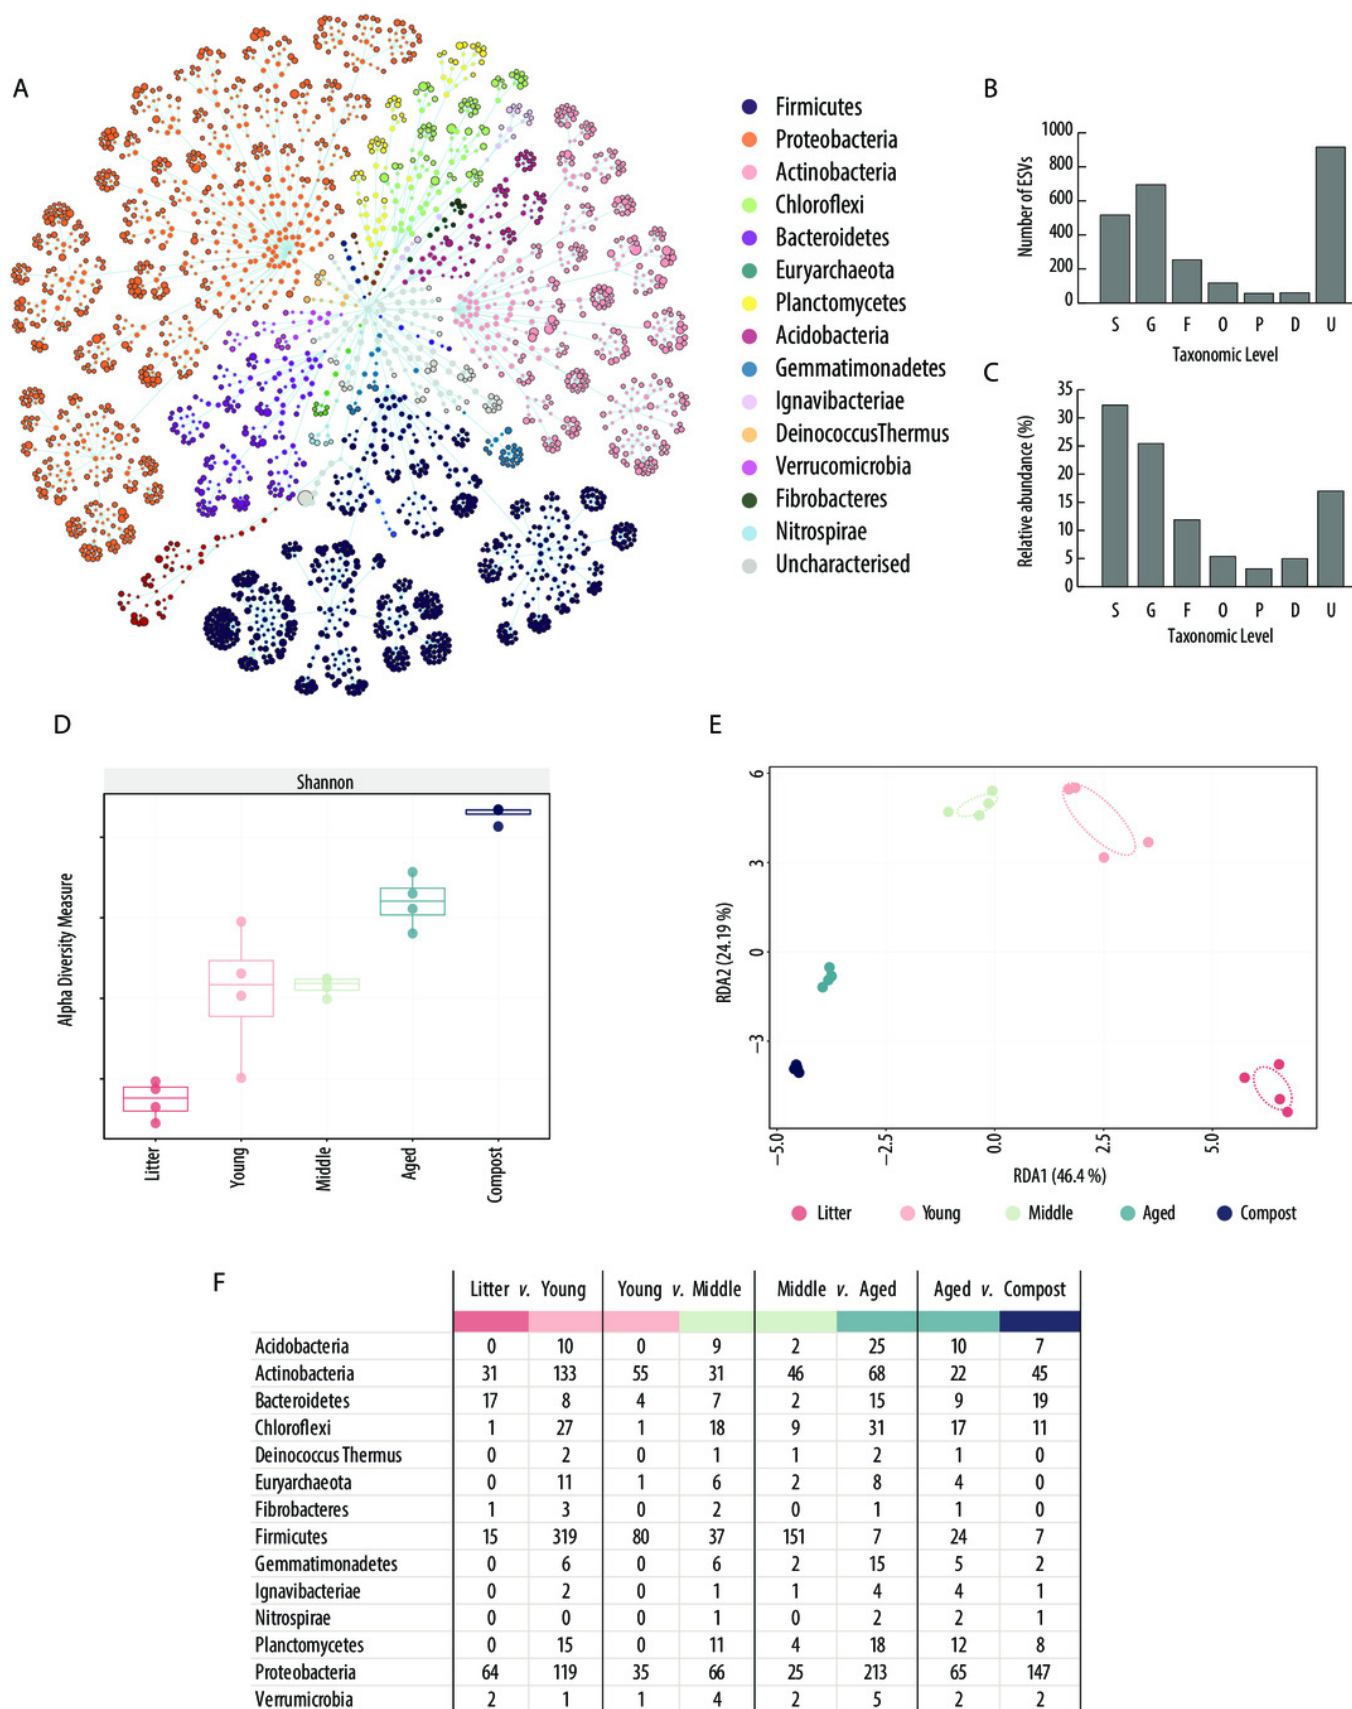 A
Firmicutes
Proteobacteria
Actinobacteria
Chloroflexi
Bacteroidetes
Euryarchaeota
Planctomycetes
Acidobacteria
Gemmatimonadetes
Ignavibacteriae
DeinococcusThermus
Verrucomicrobia
Fibrobacteres
Nitrospirae
Uncharacterised
B
Number of ESVs
1000
800
600
400
200
0
S G F O P D U
Taxonomic Level
C
Relative abundance (%)
35
30
25
20
15
10
5
0
S G F O P D U
Taxonomic Level
D
Shannon
Alpha Diversity Measure
Litter Young Middle Aged Compost
E
RDA2 (24.19 %)
6
3
0
−3
−5.0 −2.5 0.0 2.5 5.0
RDA1 (46.4 %)
Litter Young Middle Aged Compost
F
Litter v. Young Young v. Middle Middle v. Aged Aged v. Compost
Acidobacteria 0 10 0 9 2 25 10 7
Actinobacteria 31 133 55 31 46 68 22 45
Bacteroidetes 17 8 4 7 2 15 9 19
Chloroflexi 1 27 1 18 9 31 17 11
Deinococcus Thermus 0 2 0 1 1 2 1 0
Euryarchaeota 0 11 1 6 2 8 4 0
Fibrobacteres 1 3 0 2 0 1 1 0
Firmicutes 15 319 80 37 151 7 24 7
Gemmatimonadetes 0 6 0 6 2 15 5 2
Ignavibacteriae 0 2 0 1 1 4 4 1
Nitrospirae 0 0 0 1 0 2 2 1
Planctomycetes 0 15 0 11 4 18 12 8
Proteobacteria 64 119 35 66 25 213 65 147
Verrumicrobia 2 1 1 4 2 5 2 2